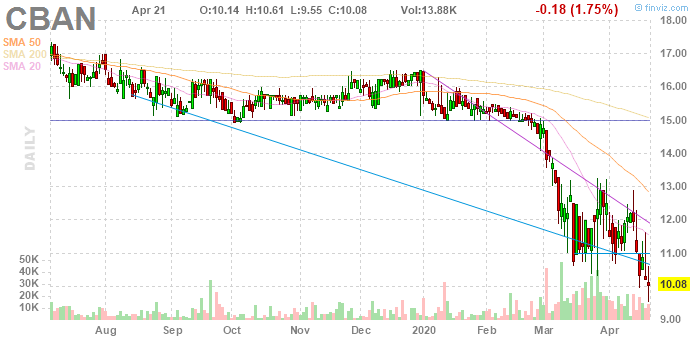 CBAN Apr 21 O:10.14 H:10.61 L:9.55 C:10.08 Vol:13.88K -0.18 (1.75%) © finviz.com
SMA 50
SMA 200
SMA 20
DAILY
18.00
17.00
16.00
15.00
14.00
13.00
12.00
11.00
10.08
9.00
50K
40K
30K
20K
10K
Aug Sep Oct Nov Dec 2020 Feb Mar Apr